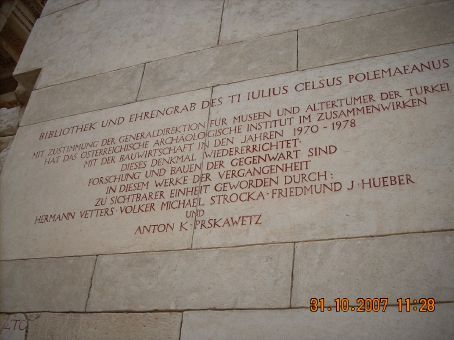 BIBLIOTHEK UND EHRENGRAB DES TI IULIUS CELSUS POLEMAEANUS
MIT ZUSTIMMUNG DER GENERALDIREKTION FÜR MUSEEN UND ALTERTÜMER DER TÜRKEI
HAT DAS ÖSTERREICHISCHE ARCHÄOLOGISCHE INSTITUT IM ZUSAMMENWIRKEN
MIT DER BAUWIRTSCHAFT IN DEN JAHREN 1970 - 1978
DIESES DENKMAL WIEDERERRICHTET.
FORSCHUNG UND BAUEN DER GEGENWART SIND
IN DIESEM WERKE DER VERGANGENHEIT
ZU SICHTBARER EINHEIT GEWORDEN DURCH:
HERMANN VETTERS · VOLKER MICHAEL STROCKA · FRIEDMUND J HUEBER
UND
ANTON K · PRSKAWETZ
31.10.2007 11:28